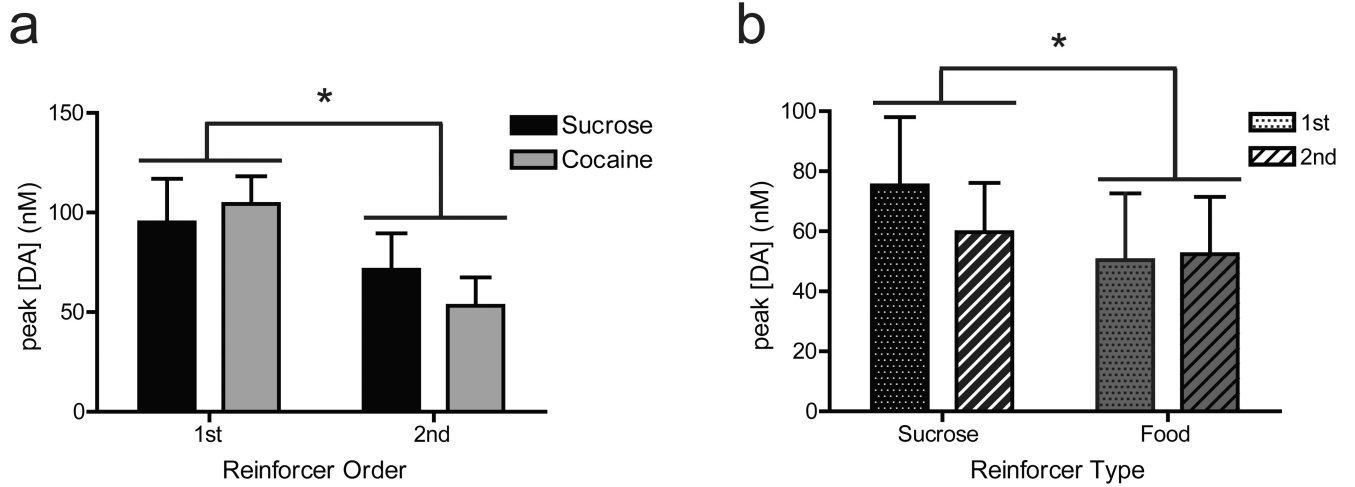 a
*
150
100
50
0
peak [DA] (nM)
Sucrose
Cocaine
1st
2nd
Reinforcer Order
b
*
100
80
60
40
20
0
peak [DA] (nM)
1st
2nd
Sucrose
Food
Reinforcer Type